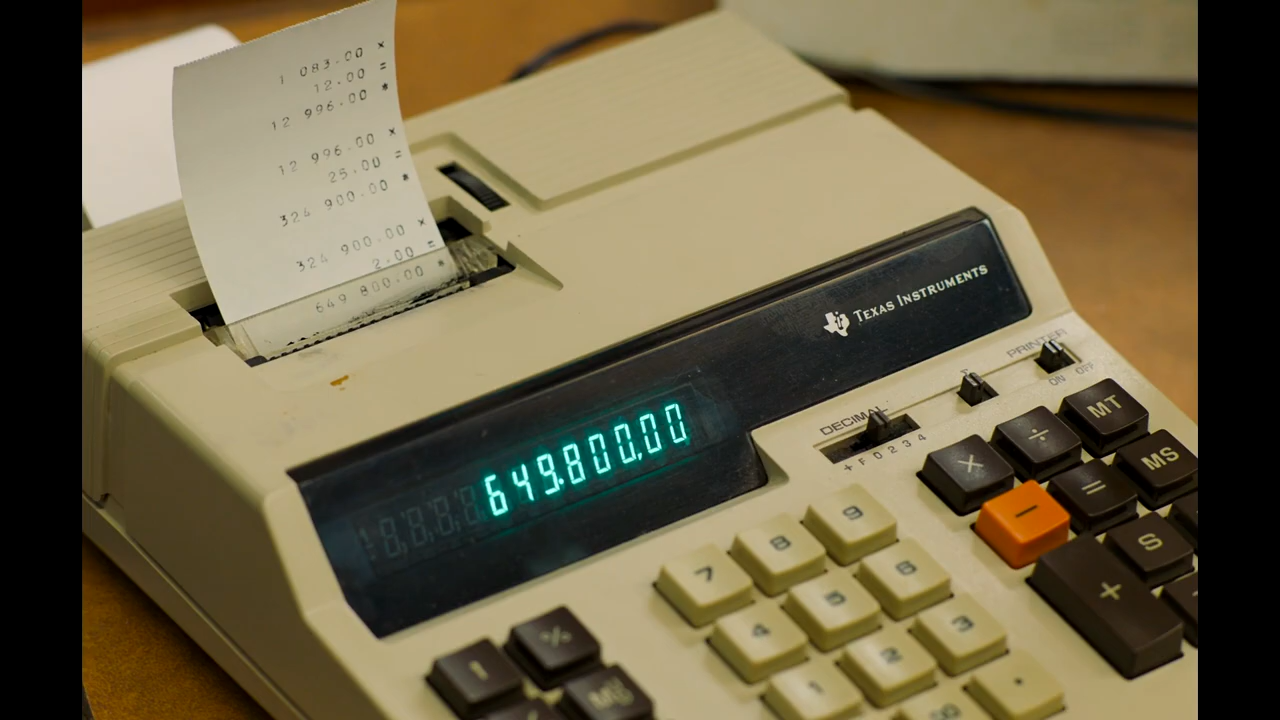 1 083.00 ×
12.00 =
12 996.00 *
12 996.00 ×
25.00 =
324 900.00 *
324 900.00 ×
2.00 =
649 800.00 *
TEXAS INSTRUMENTS
PRINTER
ON OFF
DECIMAL
+ F 0 2 3 4
649.800,00
MT
÷
MS
×
=
−
S
+
9
8
7
6
5
4
3
2
1
.
%